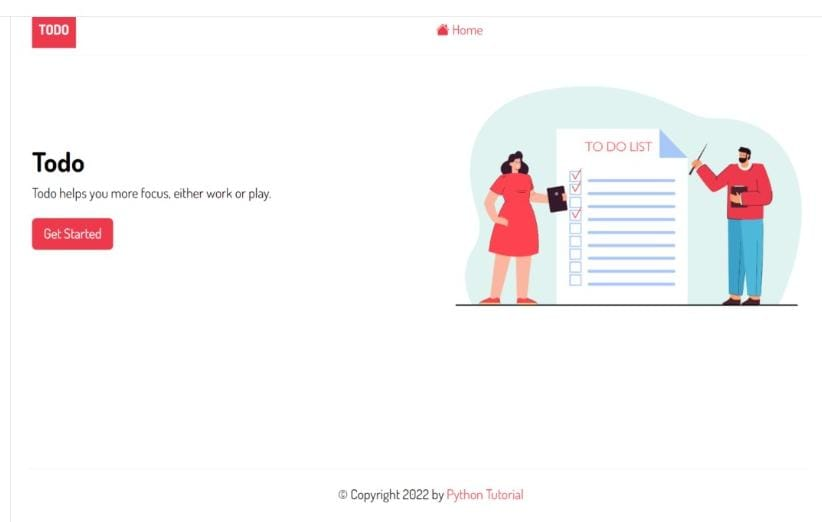 TODO
Home
Todo
Todo helps you more focus, either work or play.
Get Started
TO DO LIST
© Copyright 2022 by Python Tutorial